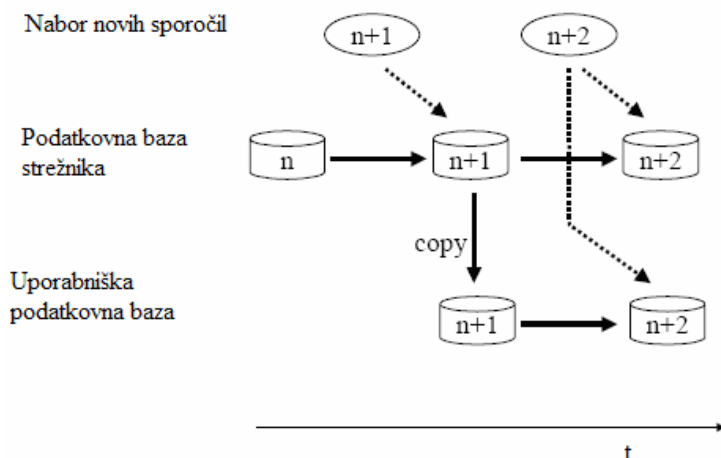 Nabor novih sporočil
n+1
n+2
Podatkovna baza
strežnika
n
n+1
n+2
copy
Uporabniška
podatkovna baza
n+1
n+2
t